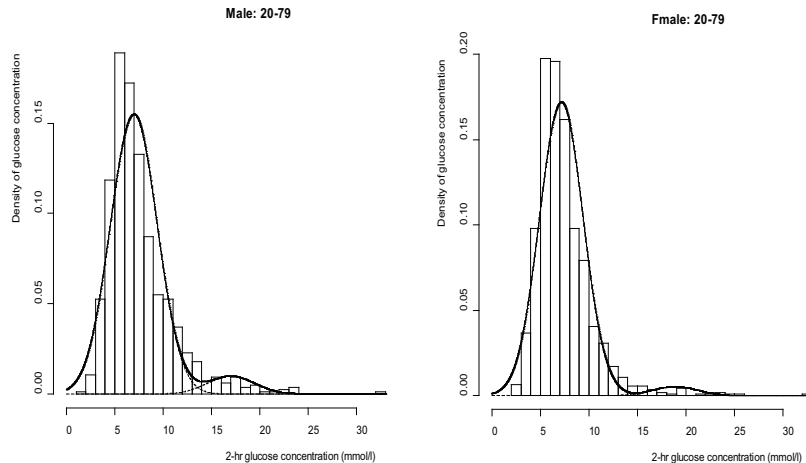 Male: 20-79
Density of glucose concentration
0.15
0.10
0.05
0.00
0 5 10 15 20 25 30
2-hr glucose concentration (mmol/l)
Fmale: 20-79
Density of glucose concentration
0.20
0.15
0.10
0.05
0.00
0 5 10 15 20 25 30
2-hr glucose concentration (mmol/l)